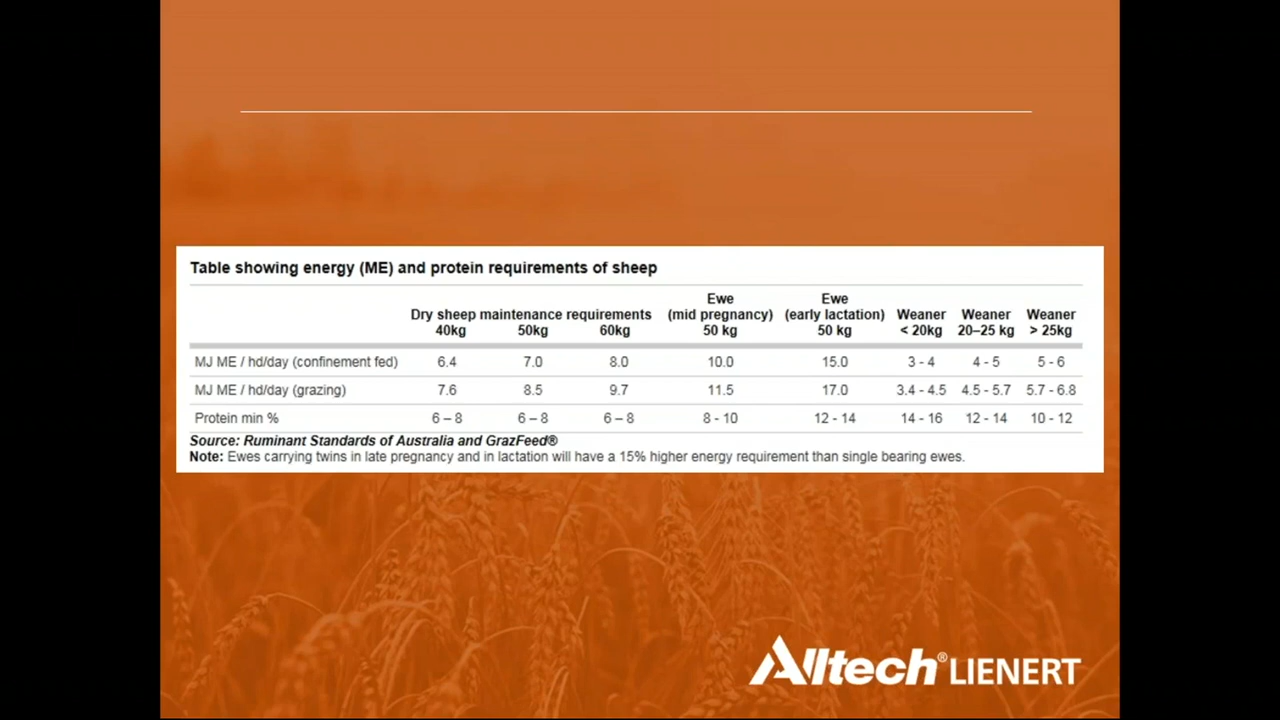 Table showing energy (ME) and protein requirements of sheep
Ewe Ewe
Dry sheep maintenance requirements (mid pregnancy) (early lactation) Weaner Weaner Weaner
40kg 50kg 60kg 50 kg 50 kg < 20kg 20–25 kg > 25kg
MJ ME / hd/day (confinement fed) 6.4 7.0 8.0 10.0 15.0 3 - 4 4 - 5 5 - 6
MJ ME / hd/day (grazing) 7.6 8.5 9.7 11.5 17.0 3.4 - 4.5 4.5 - 5.7 5.7 - 6.8
Protein min % 6 – 8 6 – 8 6 – 8 8 - 10 12 - 14 14 - 16 12 - 14 10 - 12
Source: Ruminant Standards of Australia and GrazFeed®
Note: Ewes carrying twins in late pregnancy and in lactation will have a 15% higher energy requirement than single bearing ewes.
Alltech® LIENERT